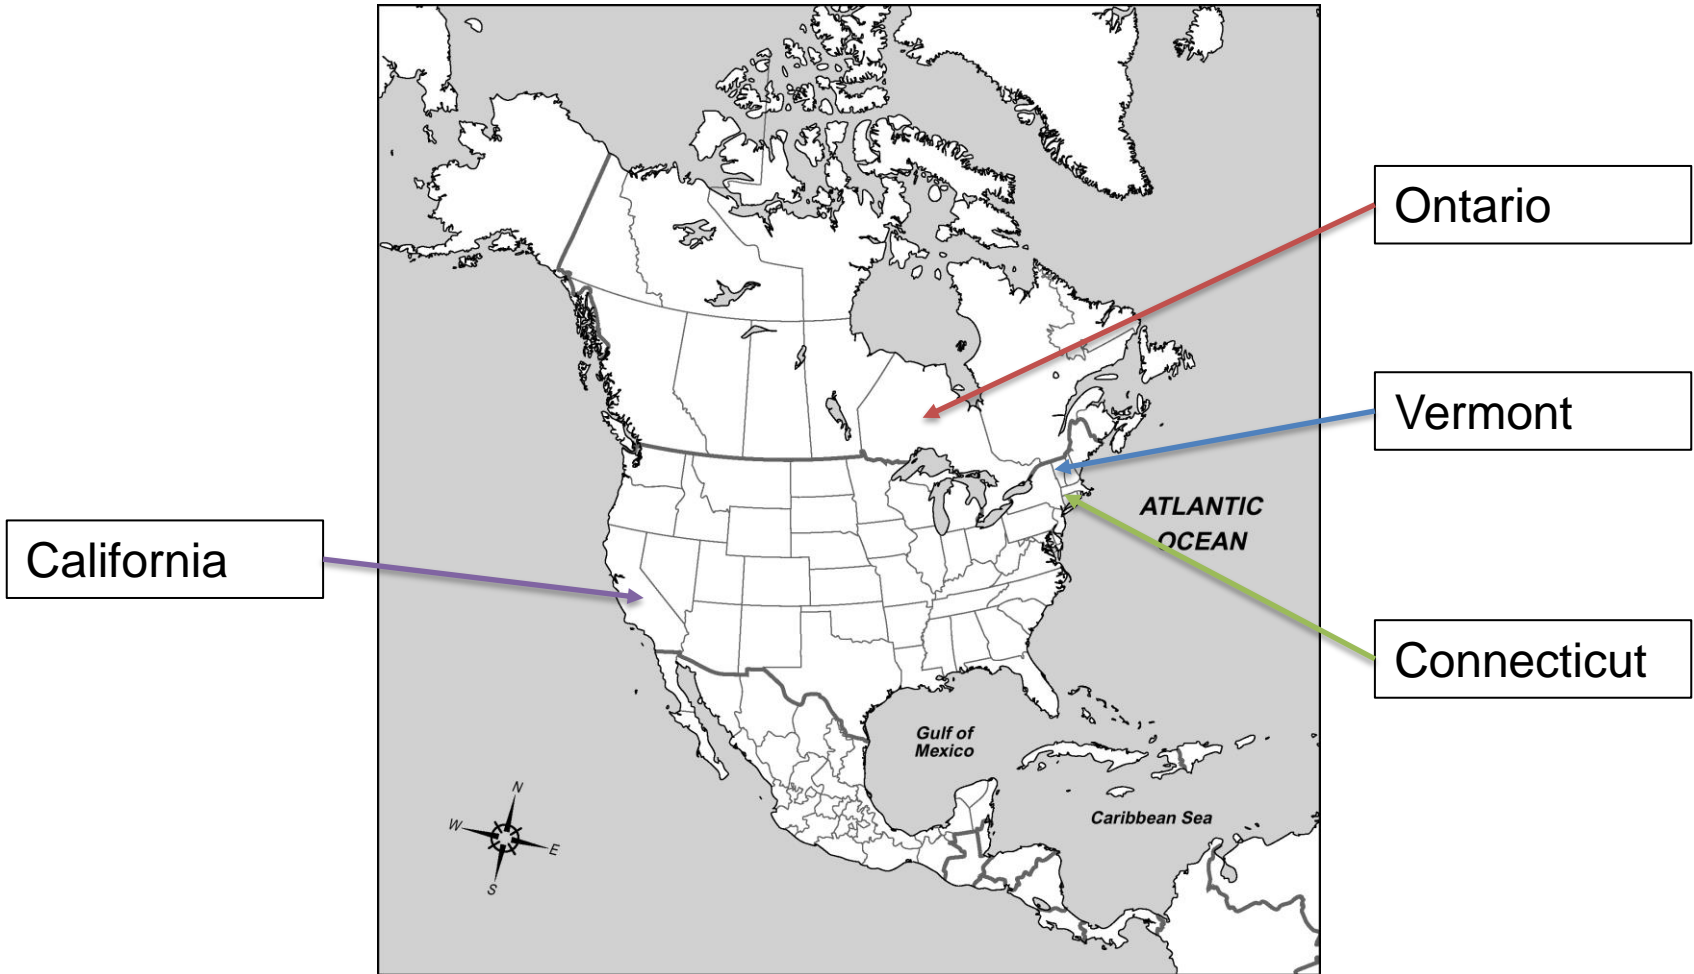 Ontario
Vermont
ATLANTIC
OCEAN
California
Connecticut
Gulf of
Mexico
Caribbean Sea
N
W
E
S